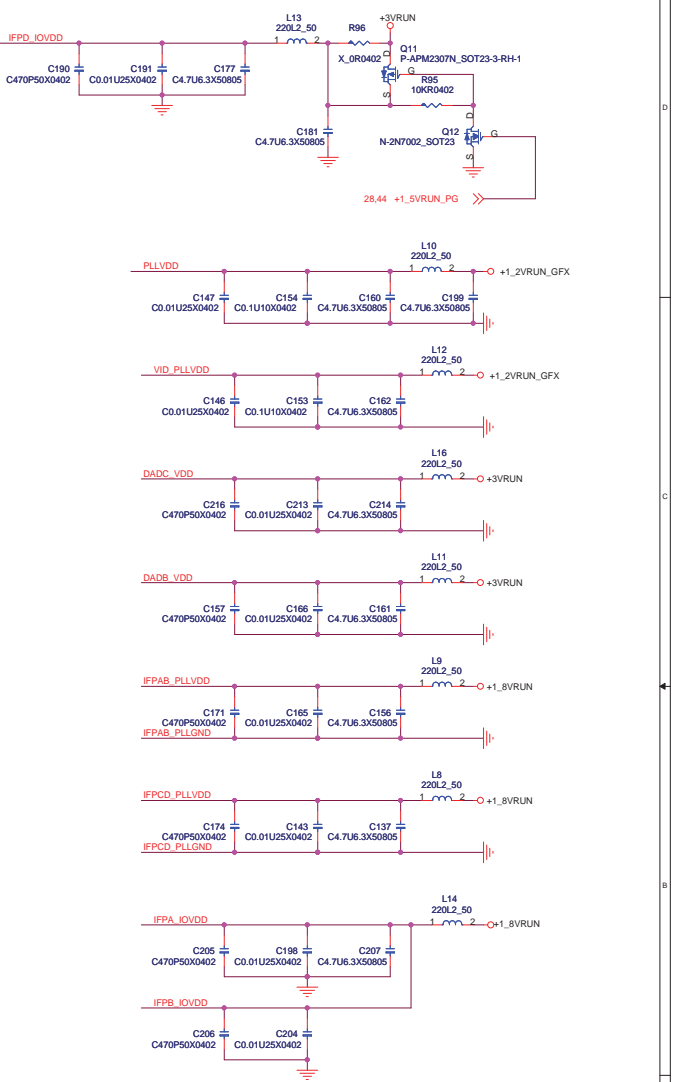 IFPD_IOVDD
L13
220L2_50
1 2
R96
X_0R0402
+3VRUN
Q11
P-APM2307N_SOT23-3-RH-1
D
G
S
R95
10KR0402
C190
C470P50X0402
C191
C0.01U25X0402
C177
C4.7U6.3X50805
C181
C4.7U6.3X50805
Q12
N-2N7002_SOT23
D
G
S
28,44 +1_5VRUN_PG
D
PLLVDD
L10
220L2_50
1 2
+1_2VRUN_GFX
C147
C0.01U25X0402
C154
C0.1U10X0402
C160
C4.7U6.3X50805
C199
C4.7U6.3X50805
VID_PLLVDD
L12
220L2_50
1 2
+1_2VRUN_GFX
C146
C0.01U25X0402
C153
C0.1U10X0402
C162
C4.7U6.3X50805
DADC_VDD
L16
220L2_50
1 2
+3VRUN
C216
C470P50X0402
C213
C0.01U25X0402
C214
C4.7U6.3X50805
C
DADB_VDD
L11
220L2_50
1 2
+3VRUN
C157
C470P50X0402
C166
C0.01U25X0402
C161
C4.7U6.3X50805
IFPAB_PLLVDD
L9
220L2_50
1 2
+1_8VRUN
C171
C470P50X0402
C165
C0.01U25X0402
C156
C4.7U6.3X50805
IFPAB_PLLGND
IFPCD_PLLVDD
L8
220L2_50
1 2
+1_8VRUN
C174
C470P50X0402
C143
C0.01U25X0402
C137
C4.7U6.3X50805
IFPCD_PLLGND
B
IFPA_IOVDD
L14
220L2_50
1 2
+1_8VRUN
C205
C470P50X0402
C198
C0.01U25X0402
C207
C4.7U6.3X50805
IFPB_IOVDD
C206
C470P50X0402
C204
C0.01U25X0402